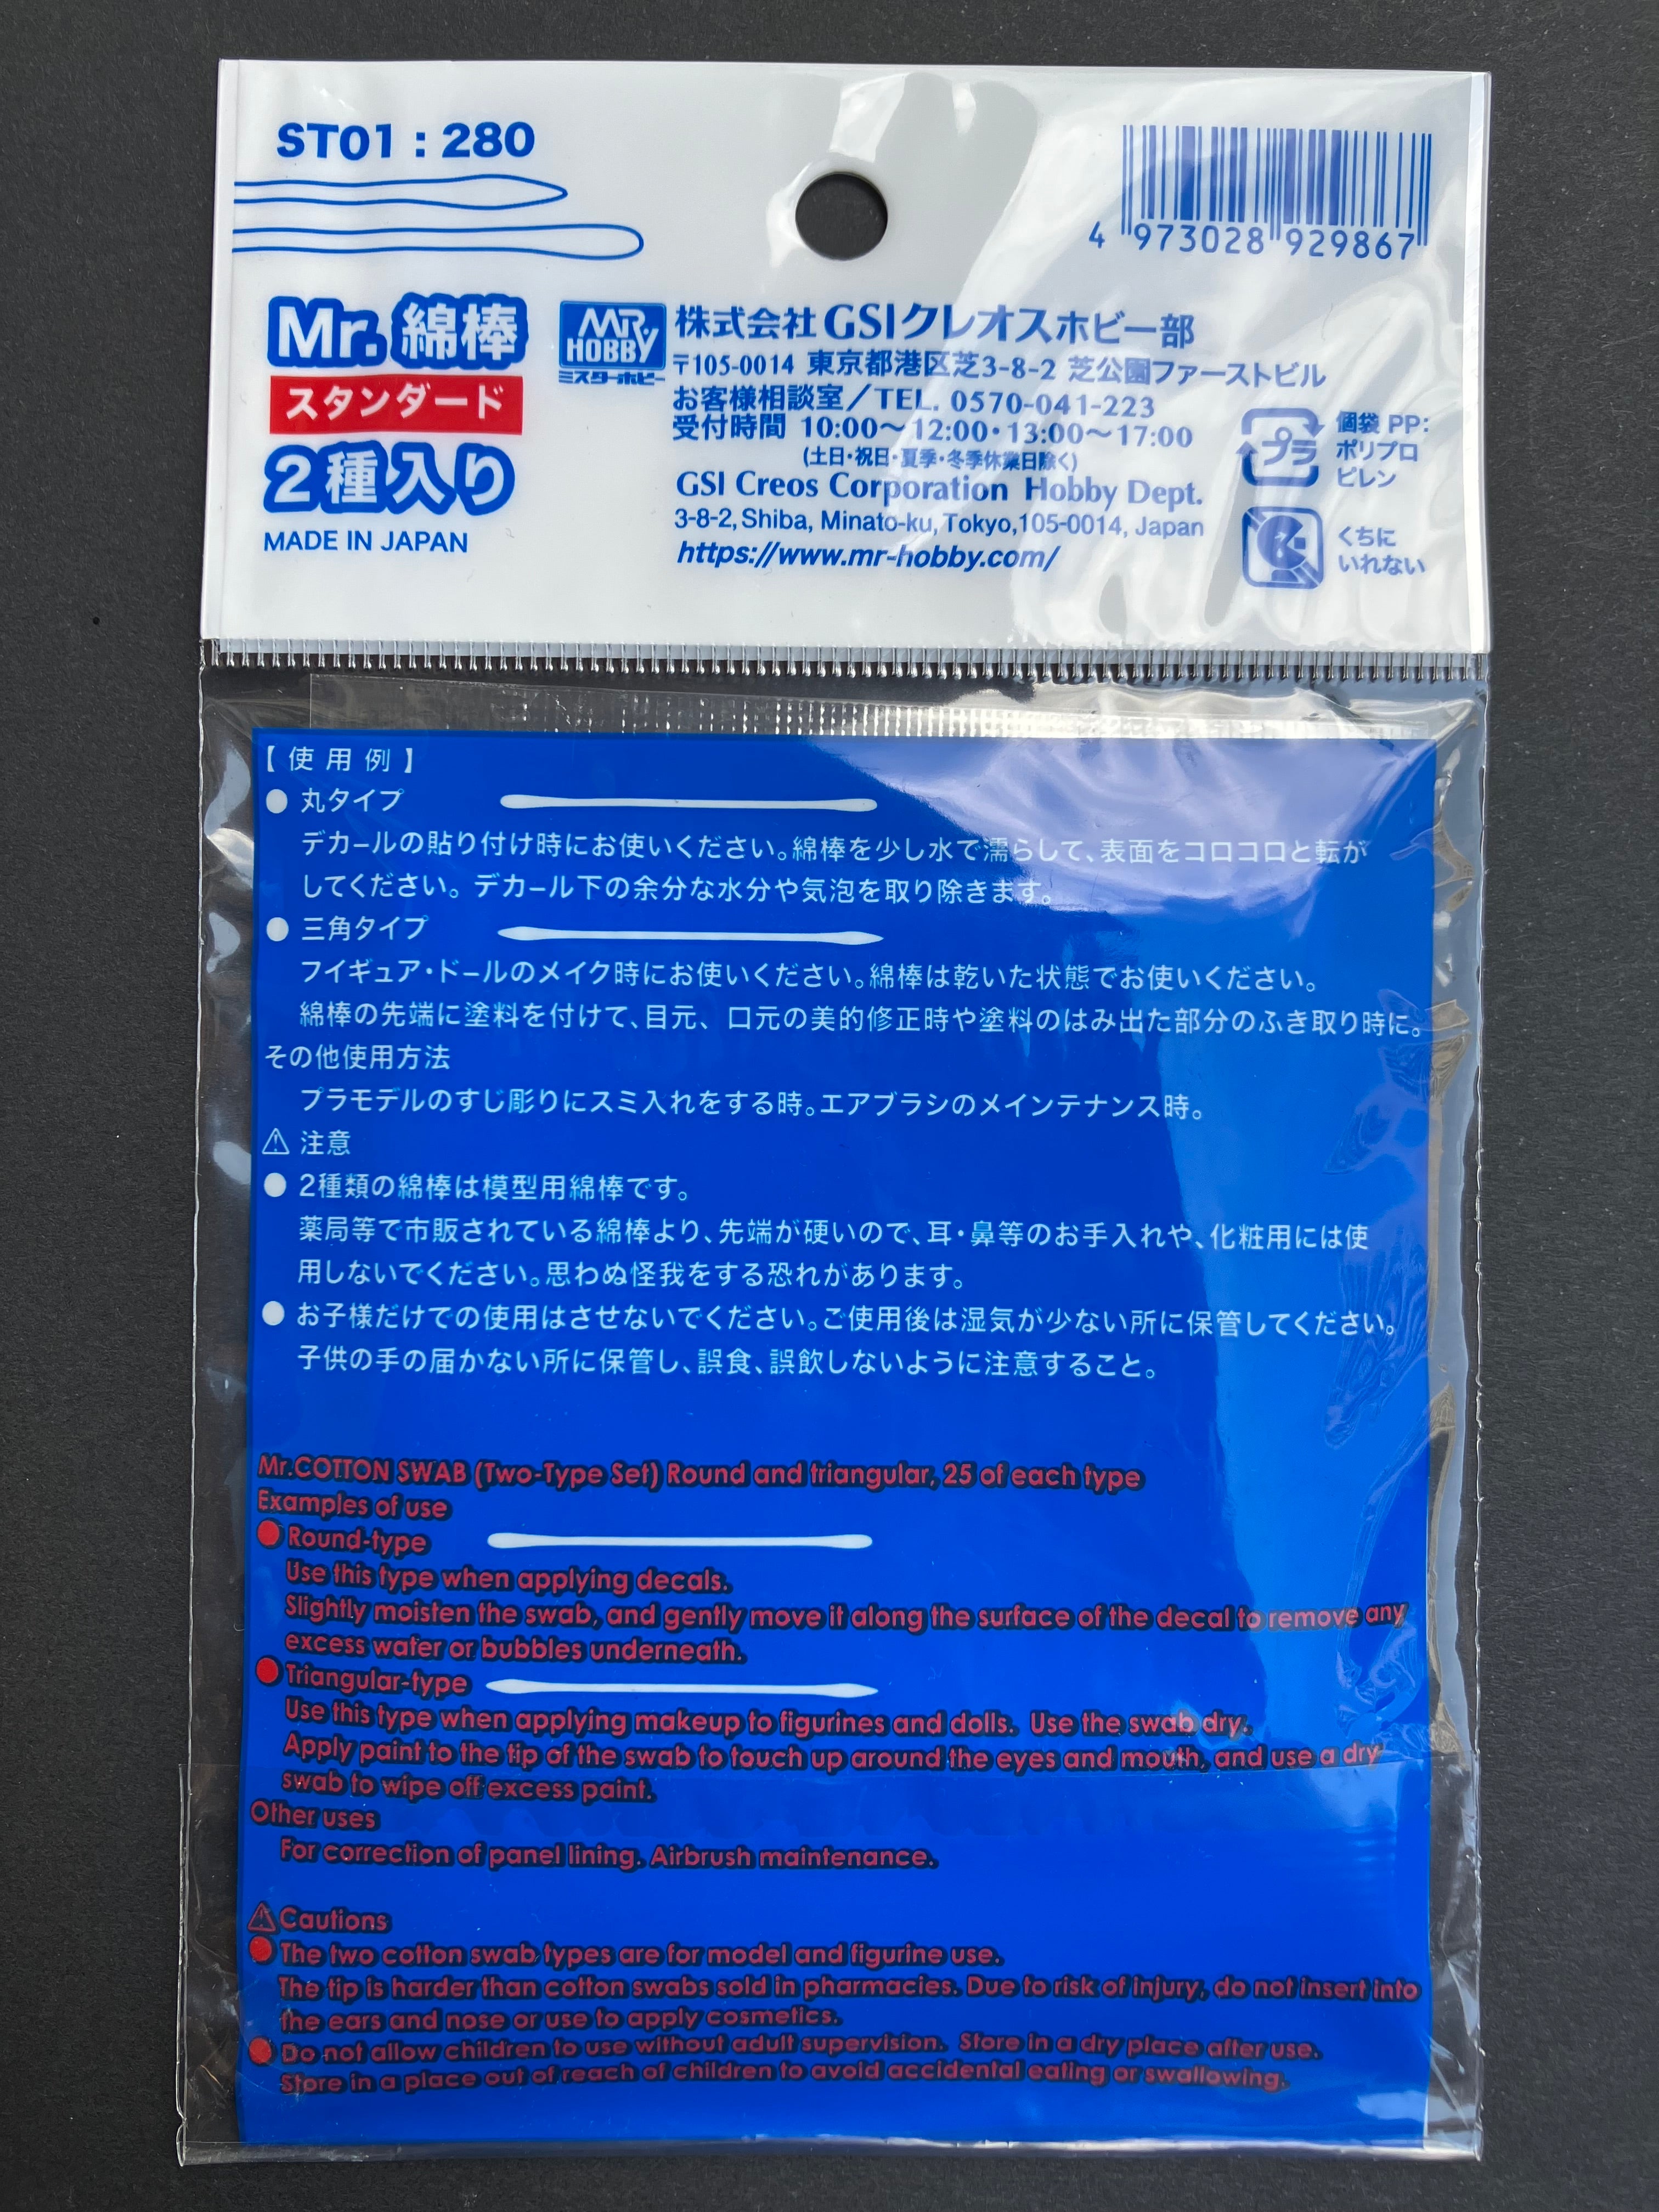 ST01 : 280
4 973028 929867
Mr. 綿棒
スタンダード
2種入り
MADE IN JAPAN
MR HOBBY
ミスターホビー
株式会社 GSIクレオスホビー部
〒105-0014 東京都港区芝3-8-2 芝公園ファーストビル
お客様相談室/TEL. 0570-041-223
受付時間 10:00～12:00・13:00～17:00
(土日・祝日・夏季・冬季休業日除く)
GSI Creos Corporation Hobby Dept.
3-8-2, Shiba, Minato-ku, Tokyo, 105-0014, Japan
https://www.mr-hobby.com/
プラ
個袋 PP:
ポリプロ
ピレン
くちに
いれない
【使用例】
● 丸タイプ
デカールの貼り付け時にお使いください。綿棒を少し水で濡らして、表面をコロコロと転が
してください。デカール下の余分な水分や気泡を取り除きます。
● 三角タイプ
フイギュア・ドールのメイク時にお使いください。綿棒は乾いた状態でお使いください。
綿棒の先端に塗料を付けて、目元、口元の美的修正時や塗料のはみ出た部分のふき取り時に。
その他使用方法
プラモデルのすじ彫りにスミ入れをする時。エアブラシのメインテナンス時。
⚠ 注意
● 2種類の綿棒は模型用綿棒です。
薬局等で市販されている綿棒より、先端が硬いので、耳・鼻等のお手入れや、化粧用には使
用しないでください。思わぬ怪我をする恐れがあります。
● お子様だけでの使用はさせないでください。ご使用後は湿気が少ない所に保管してください。
子供の手の届かない所に保管し、誤食、誤飲しないように注意すること。
Mr.COTTON SWAB (Two-Type Set) Round and triangular, 25 of each type
Examples of use
● Round-type
Use this type when applying decals.
Slightly moisten the swab, and gently move it along the surface of the decal to remove any
excess water or bubbles underneath.
● Triangular-type
Use this type when applying makeup to figurines and dolls. Use the swab dry.
Apply paint to the tip of the swab to touch up around the eyes and mouth, and use a dry
swab to wipe off excess paint.
Other uses
For correction of panel lining. Airbrush maintenance.
⚠ Cautions
● The two cotton swab types are for model and figurine use.
The tip is harder than cotton swabs sold in pharmacies. Due to risk of injury, do not insert into
the ears and nose or use to apply cosmetics.
● Do not allow children to use without adult supervision. Store in a dry place after use.
Store in a place out of reach of children to avoid accidental eating or swallowing.